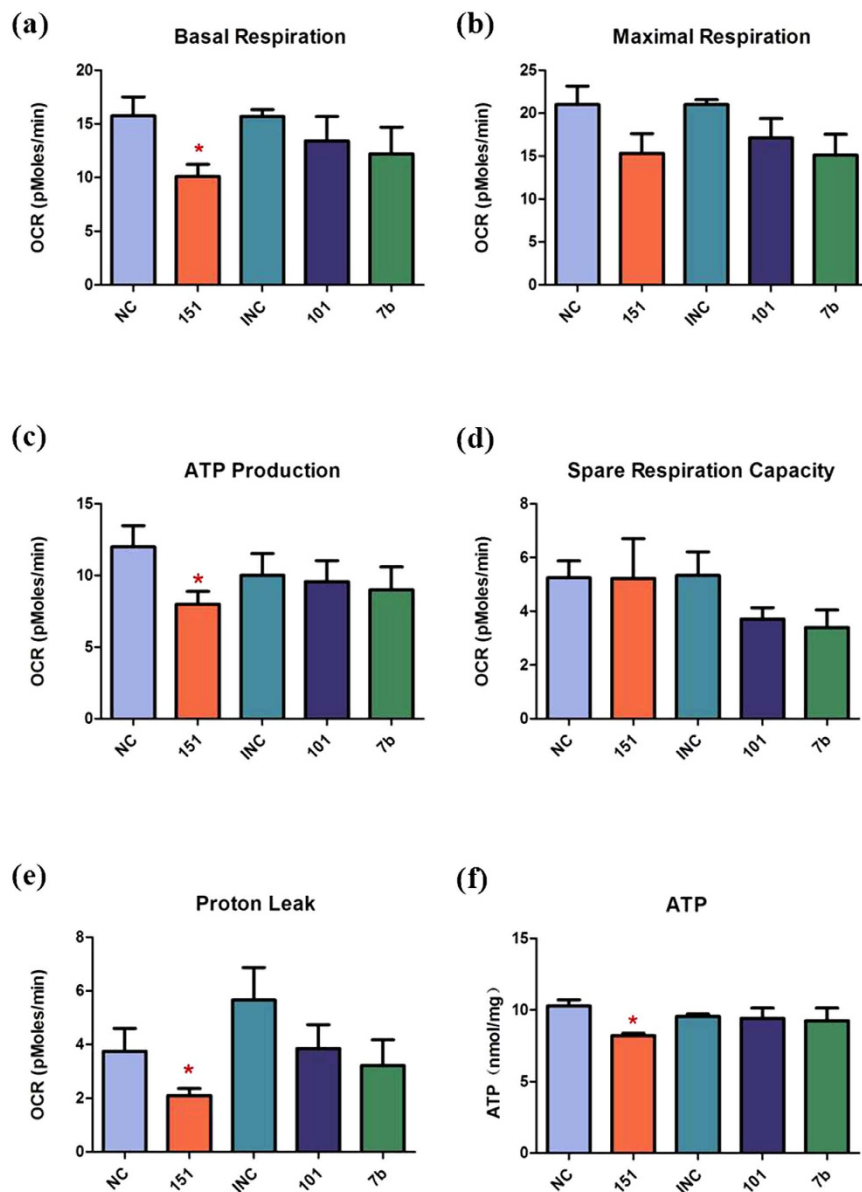 (a)
Basal Respiration
OCR (pMoles/min)
20
15
10
5
0
*
NC 151 INC 101 7b
(b)
Maximal Respiration
OCR (pMoles/min)
25
20
15
10
5
0
NC 151 INC 101 7b
(c)
ATP Production
OCR (pMoles/min)
15
10
5
0
*
NC 151 INC 101 7b
(d)
Spare Respiration Capacity
OCR (pMoles/min)
8
6
4
2
0
NC 151 INC 101 7b
(e)
Proton Leak
OCR (pMoles/min)
8
6
4
2
0
*
NC 151 INC 101 7b
(f)
ATP
ATP（nmol/mg）
15
10
5
0
*
NC 151 INC 101 7b